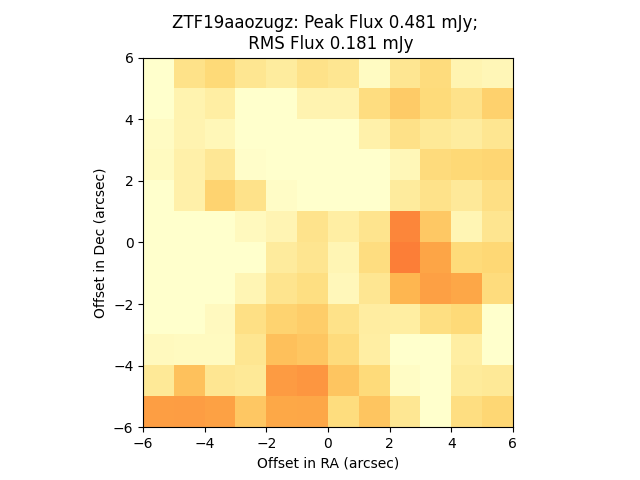 ZTF19aaozugz: Peak Flux 0.481 mJy;
RMS Flux 0.181 mJy
6
4
2
0
−2
−4
−6
Offset in Dec (arcsec)
−6 −4 −2 0 2 4 6
Offset in RA (arcsec)